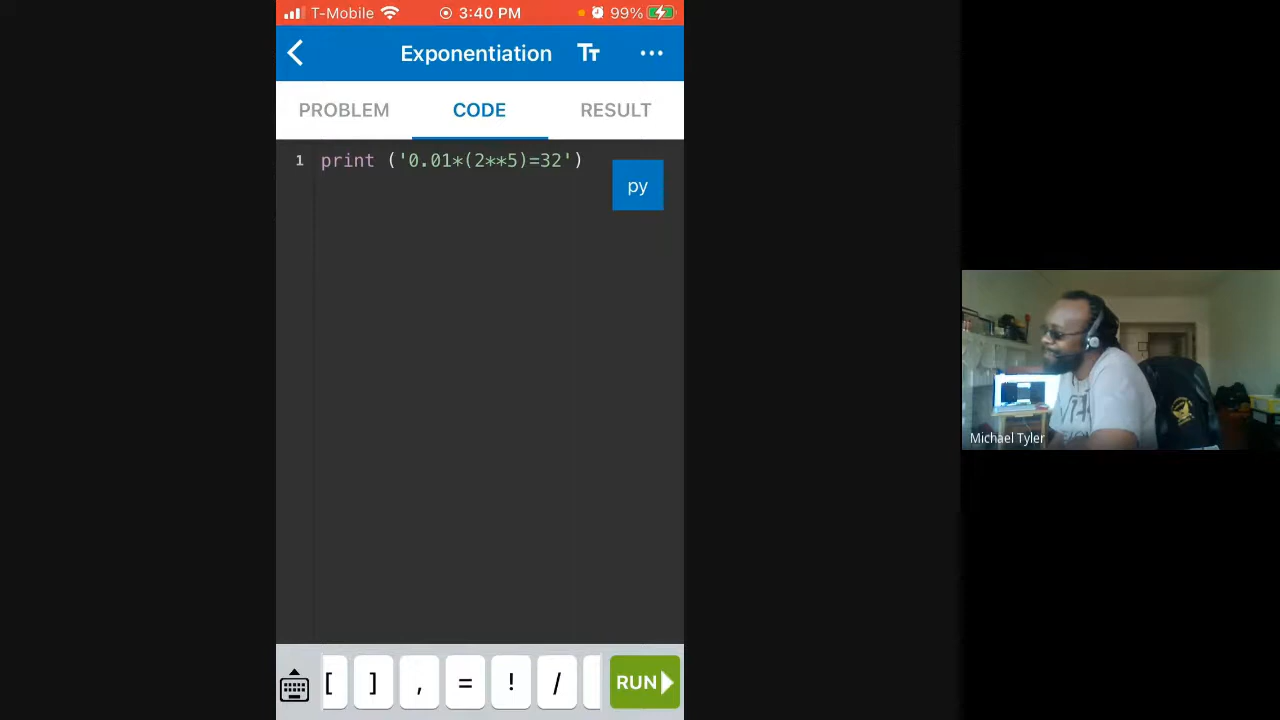 T-Mobile 3:40 PM 99%
Exponentiation TT ...
PROBLEM CODE RESULT
1 print ('0.01*(2**5)=32')
py
Michael Tyler
[ ] , = ! / RUN